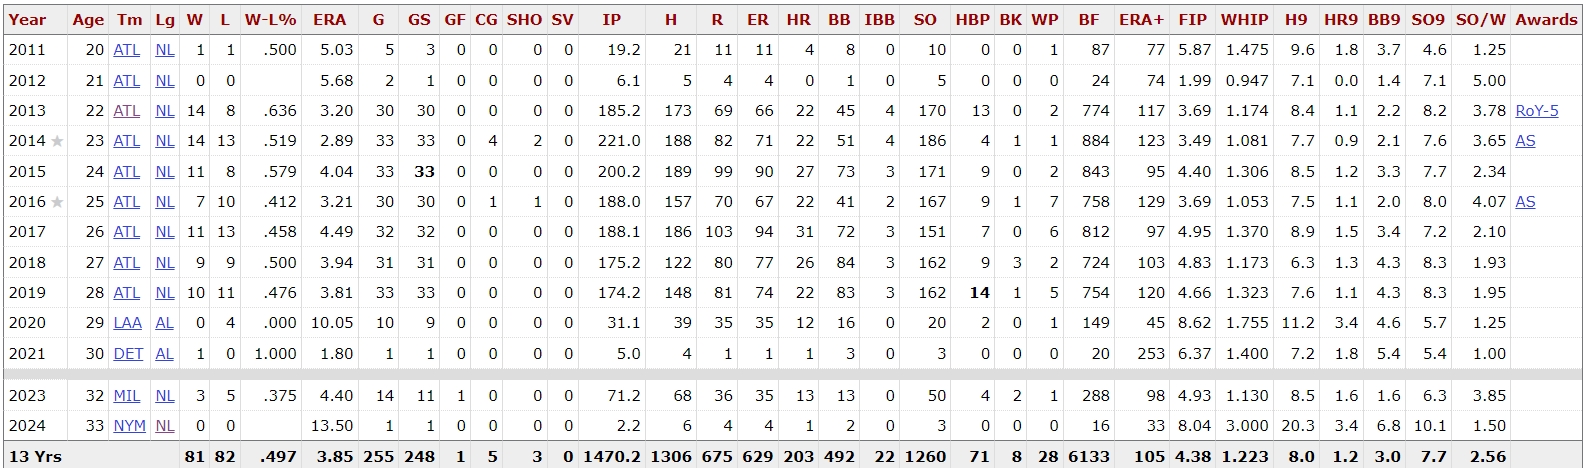 Year Age Tm Lg W L W-L% ERA G GS GF CG SHO SV IP H R ER HR BB IBB SO HBP BK WP BF ERA+ FIP WHIP H9 HR9 BB9 SO9 SO/W Awards
2011 20 ATL NL 1 1 .500 5.03 5 3 0 0 0 0 19.2 21 11 11 4 8 0 10 0 0 1 87 77 5.87 1.475 9.6 1.8 3.7 4.6 1.25
2012 21 ATL NL 0 0 5.68 2 1 0 0 0 0 6.1 5 4 4 0 1 0 5 0 0 0 24 74 1.99 0.947 7.1 0.0 1.4 7.1 5.00
2013 22 ATL NL 14 8 .636 3.20 30 30 0 0 0 0 185.2 173 69 66 22 45 4 170 13 0 2 774 117 3.69 1.174 8.4 1.1 2.2 8.2 3.78 RoY-5
2014 ★ 23 ATL NL 14 13 .519 2.89 33 33 0 4 2 0 221.0 188 82 71 22 51 4 186 4 1 1 884 123 3.49 1.081 7.7 0.9 2.1 7.6 3.65 AS
2015 24 ATL NL 11 8 .579 4.04 33 33 0 0 0 0 200.2 189 99 90 27 73 3 171 9 0 2 843 95 4.40 1.306 8.5 1.2 3.3 7.7 2.34
2016 ★ 25 ATL NL 7 10 .412 3.21 30 30 0 1 1 0 188.0 157 70 67 22 41 2 167 9 1 7 758 129 3.69 1.053 7.5 1.1 2.0 8.0 4.07 AS
2017 26 ATL NL 11 13 .458 4.49 32 32 0 0 0 0 188.1 186 103 94 31 72 3 151 7 0 6 812 97 4.95 1.370 8.9 1.5 3.4 7.2 2.10
2018 27 ATL NL 9 9 .500 3.94 31 31 0 0 0 0 175.2 122 80 77 26 84 3 162 9 3 2 724 103 4.83 1.173 6.3 1.3 4.3 8.3 1.93
2019 28 ATL NL 10 11 .476 3.81 33 33 0 0 0 0 174.2 148 81 74 22 83 3 162 14 1 5 754 120 4.66 1.323 7.6 1.1 4.3 8.3 1.95
2020 29 LAA AL 0 4 .000 10.05 10 9 0 0 0 0 31.1 39 35 35 12 16 0 20 2 0 1 149 45 8.62 1.755 11.2 3.4 4.6 5.7 1.25
2021 30 DET AL 1 0 1.000 1.80 1 1 0 0 0 0 5.0 4 1 1 1 3 0 3 0 0 0 20 253 6.37 1.400 7.2 1.8 5.4 5.4 1.00
2023 32 MIL NL 3 5 .375 4.40 14 11 1 0 0 0 71.2 68 36 35 13 13 0 50 4 2 1 288 98 4.93 1.130 8.5 1.6 1.6 6.3 3.85
2024 33 NYM NL 0 0 13.50 1 1 0 0 0 0 2.2 6 4 4 1 2 0 3 0 0 0 16 33 8.04 3.000 20.3 3.4 6.8 10.1 1.50
13 Yrs 81 82 .497 3.85 255 248 1 5 3 0 1470.2 1306 675 629 203 492 22 1260 71 8 28 6133 105 4.38 1.223 8.0 1.2 3.0 7.7 2.56